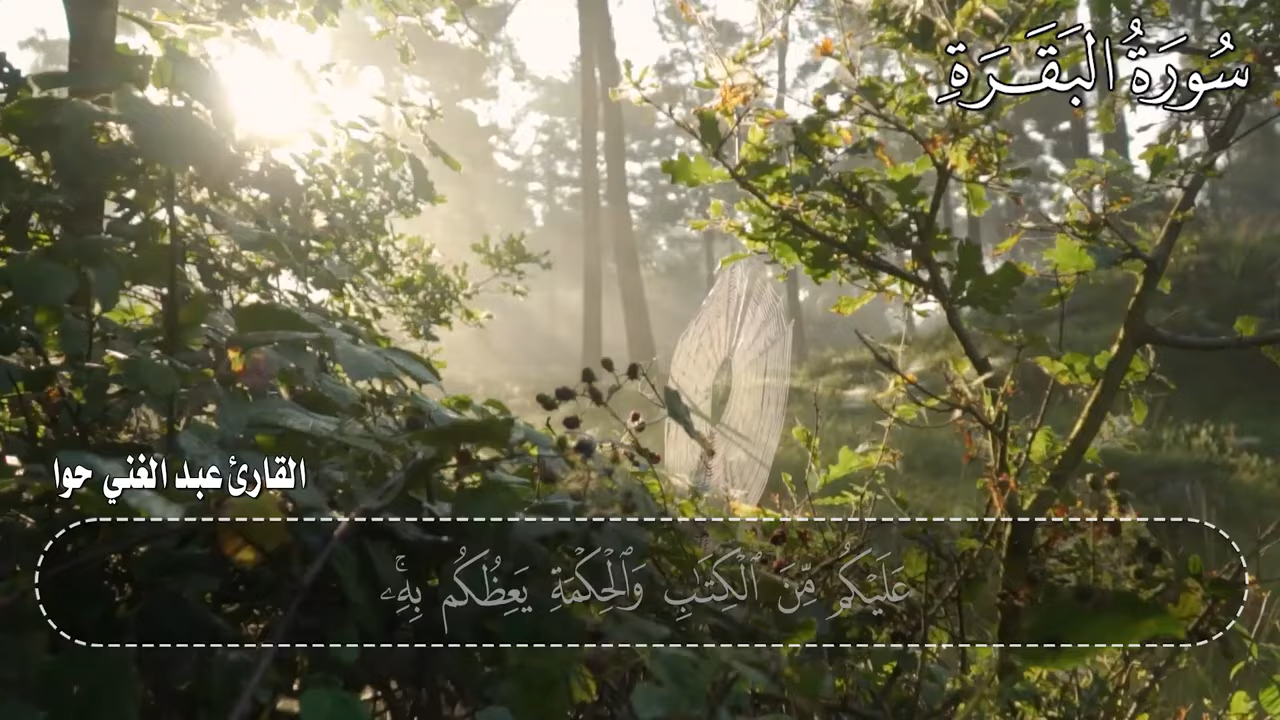 سُورَةُ البَقَرَةِ
القارئ عبد الغني حوا
عَلَيْكُم مِّنَ ٱلْكِتَٰبِ وَٱلْحِكْمَةِ يَعِظُكُم بِهِۦۚ